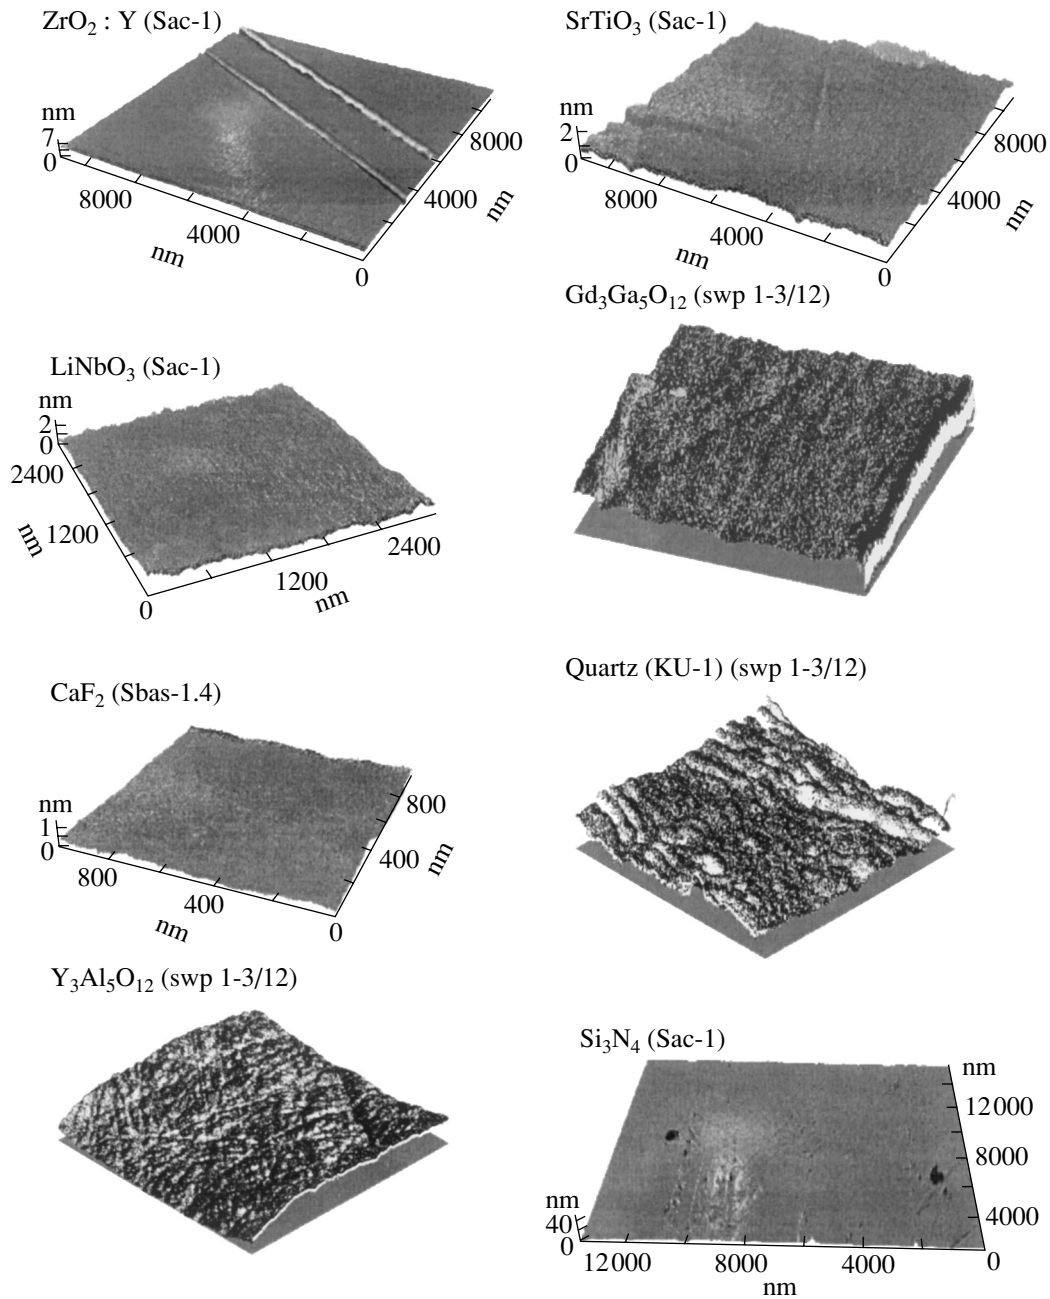 ZrO₂ : Y (Sac-1)
nm
7
0
8000
4000
nm
0
4000
8000
nm
SrTiO₃ (Sac-1)
nm
2
0
8000
4000
nm
0
4000
8000
nm
LiNbO₃ (Sac-1)
nm
2
0
2400
1200
nm
0
1200
nm
2400
Gd₃Ga₅O₁₂ (swp 1-3/12)
CaF₂ (Sbas-1.4)
nm
1
0
800
400
nm
0
400
800
nm
Quartz (KU-1) (swp 1-3/12)
Y₃Al₅O₁₂ (swp 1-3/12)
Si₃N₄ (Sac-1)
nm
12000
8000
4000
nm
40
0
12000
8000
4000
0
nm